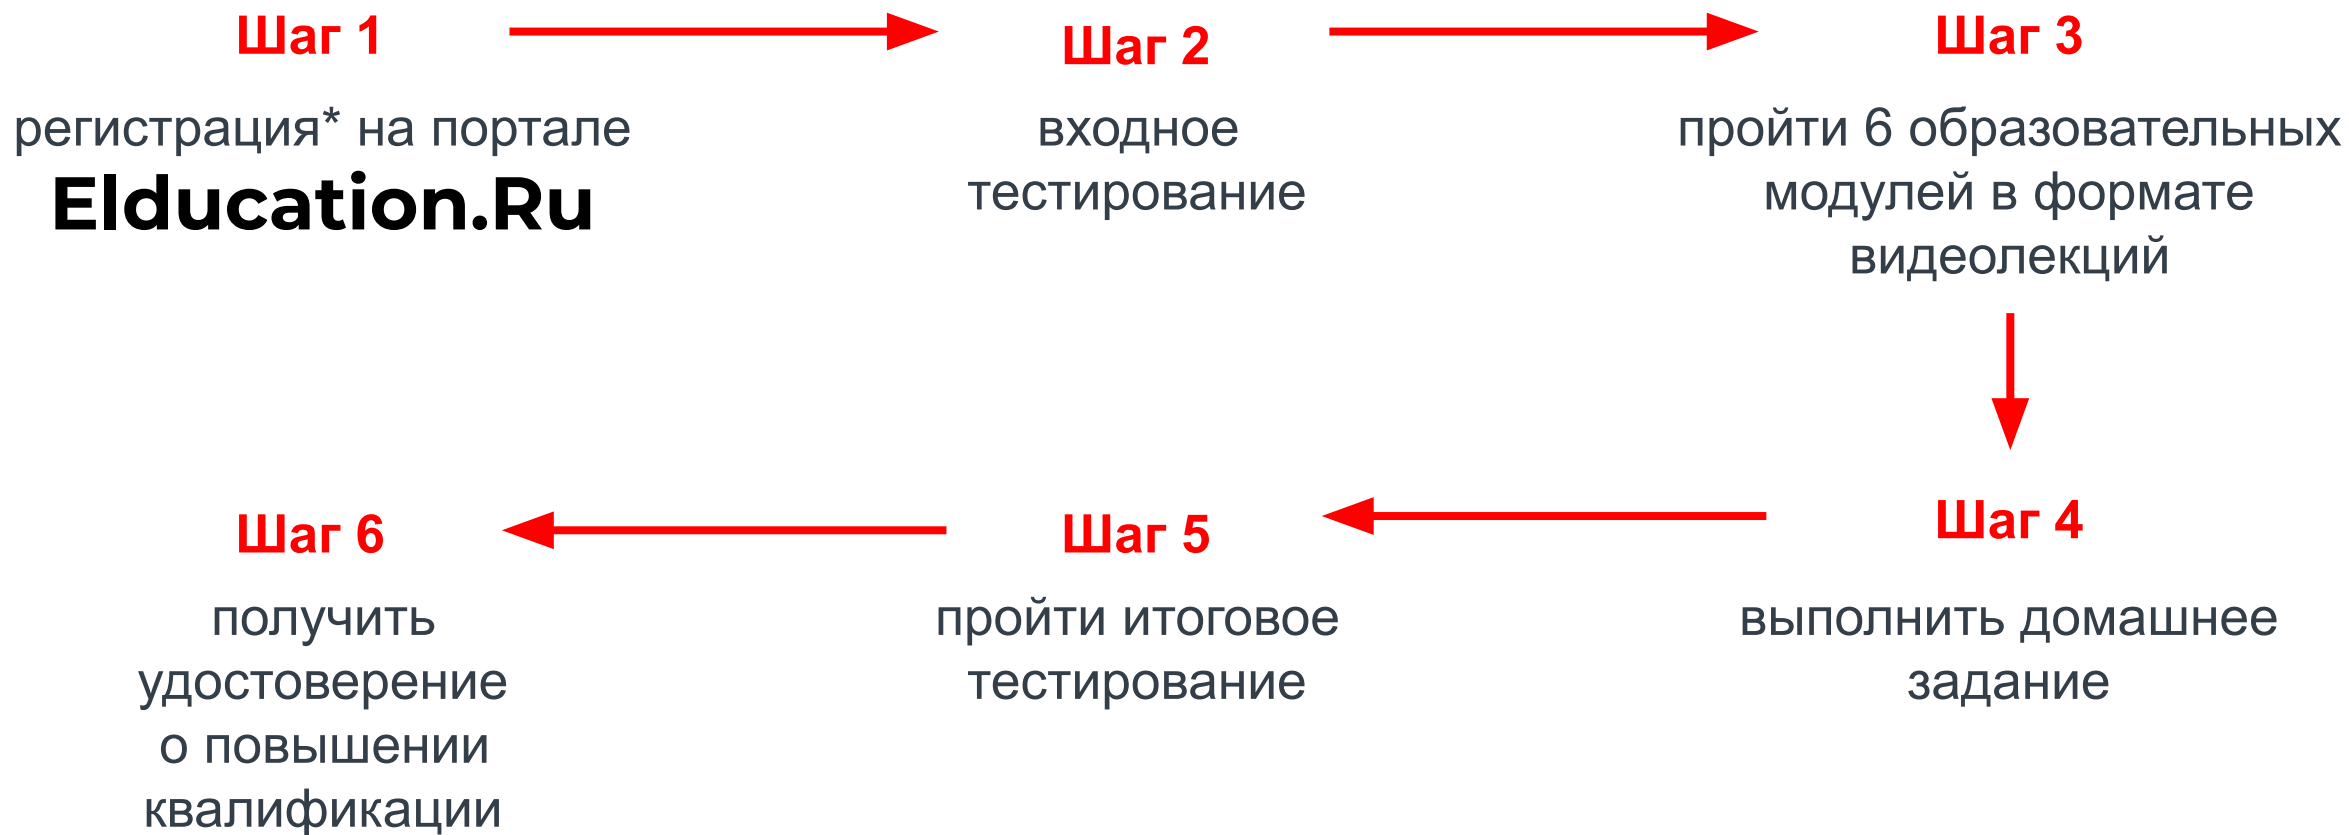 Шаг 1
регистрация* на портале
Elducation.Ru
Шаг 2
входное
тестирование
Шаг 3
пройти 6 образовательных
модулей в формате
видеолекций
Шаг 4
выполнить домашнее
задание
Шаг 5
пройти итоговое
тестирование
Шаг 6
получить
удостоверение
о повышении
квалификации